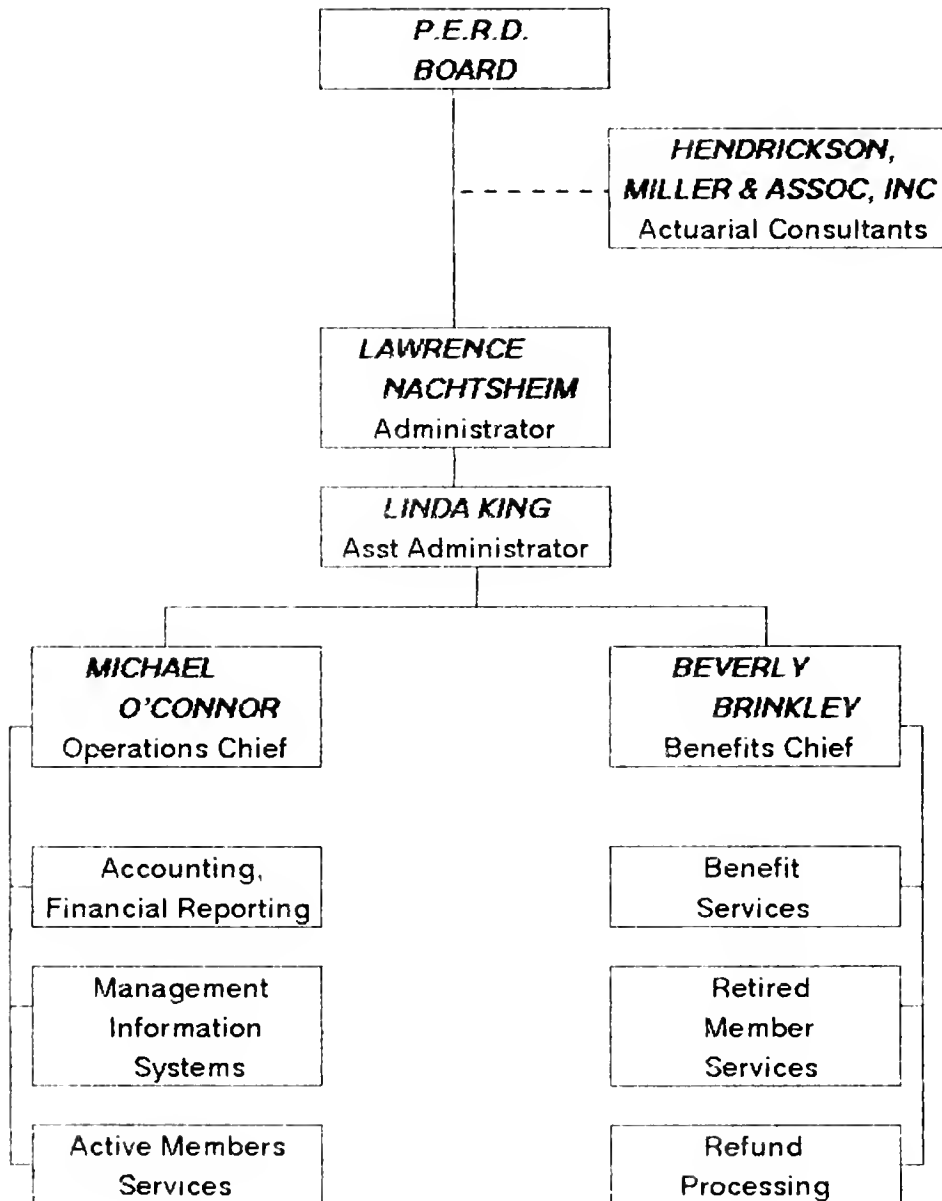 P.E.R.D.
BOARD
HENDRICKSON,
MILLER & ASSOC, INC
Actuarial Consultants
LAWRENCE
NACHTSHEIM
Administrator
LINDA KING
Asst Administrator
MICHAEL
O'CONNOR
Operations Chief
BEVERLY
BRINKLEY
Benefits Chief
Accounting,
Financial Reporting
Benefit
Services
Management
Information
Systems
Retired
Member
Services
Active Members
Services
Refund
Processing